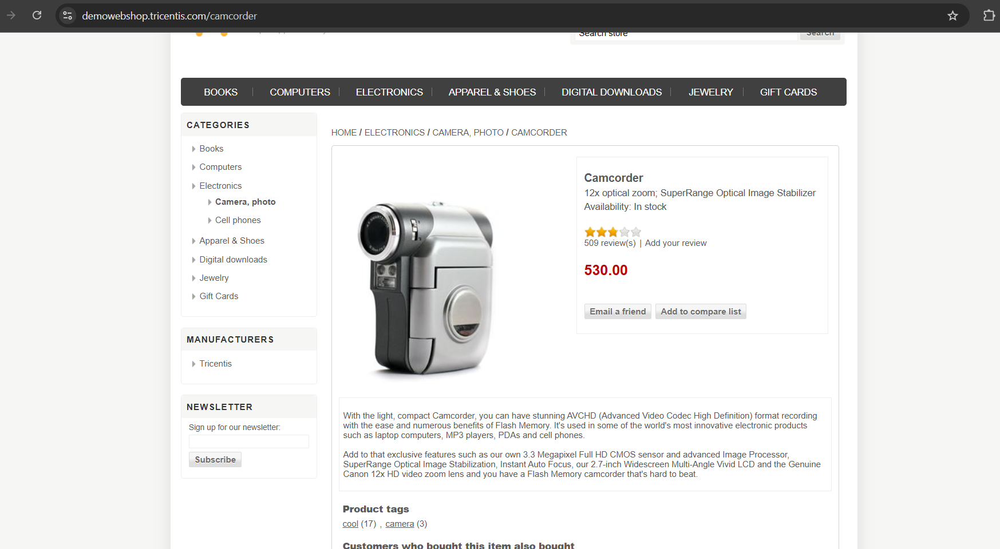 demowebshop.tricentis.com/camcorder
Search store
Search
BOOKS
COMPUTERS
ELECTRONICS
APPAREL & SHOES
DIGITAL DOWNLOADS
JEWELRY
GIFT CARDS
CATEGORIES
Books
Computers
Electronics
Camera, photo
Cell phones
Apparel & Shoes
Digital downloads
Jewelry
Gift Cards
MANUFACTURERS
Tricentis
NEWSLETTER
Sign up for our newsletter:
Subscribe
HOME / ELECTRONICS / CAMERA, PHOTO / CAMCORDER
Camcorder
12x optical zoom; SuperRange Optical Image Stabilizer
Availability: In stock
509 review(s) | Add your review
530.00
Email a friend
Add to compare list
With the light, compact Camcorder, you can have stunning AVCHD (Advanced Video Codec High Definition) format recording
with the ease and numerous benefits of Flash Memory. It's used in some of the world's most innovative electronic products
such as laptop computers, MP3 players, PDAs and cell phones.
Add to that exclusive features such as our own 3.3 Megapixel Full HD CMOS sensor and advanced Image Processor,
SuperRange Optical Image Stabilization, Instant Auto Focus, our 2.7-inch Widescreen Multi-Angle Vivid LCD and the Genuine
Canon 12x HD video zoom lens and you have a Flash Memory camcorder that's hard to beat.
Product tags
cool (17) , camera (3)
Customers who bought this item also bought